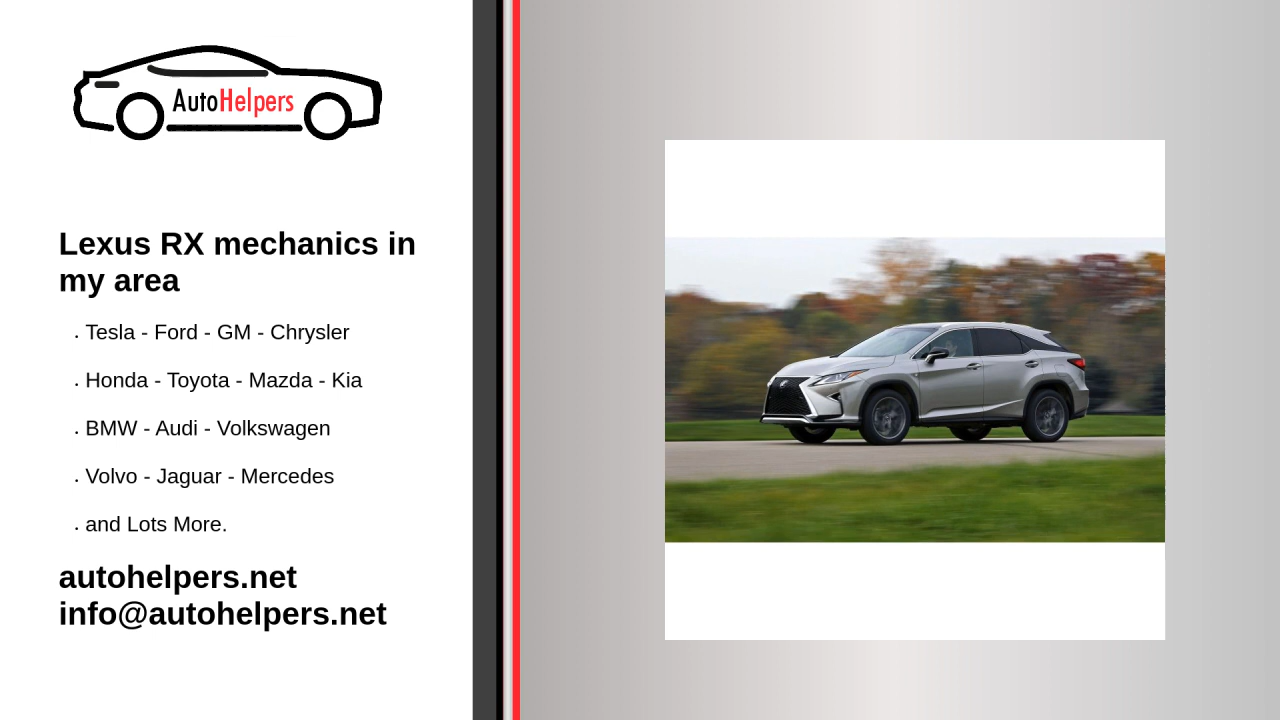 AutoHelpers
Lexus RX mechanics in
my area
. Tesla - Ford - GM - Chrysler
. Honda - Toyota - Mazda - Kia
. BMW - Audi - Volkswagen
. Volvo - Jaguar - Mercedes
. and Lots More.
autohelpers.net
info@autohelpers.net